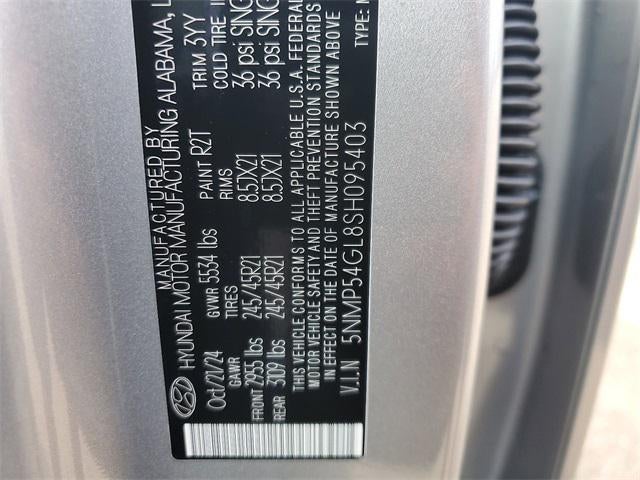 MANUFACTURED BY
HYUNDAI MOTOR MANUFACTURING ALABAMA,
Oct/21/24 PAINT R2T TRIM 3YY
GVWR 5534 lbs
GAWR TIRES RIMS COLD TIRE
FRONT 2955 lbs 245/45R21 8.5JX21 36 psi
REAR 3109 lbs 245/45R21 8.5JX21 36 psi
THIS VEHICLE CONFORMS TO ALL APPLICABLE U.S.A. FEDERAL
MOTOR VEHICLE SAFETY AND THEFT PREVENTION STANDARDS
IN EFFECT ON THE DATE OF MANUFACTURE SHOWN ABOVE
V.I.N 5NMP54GL8SH095403 TYPE: